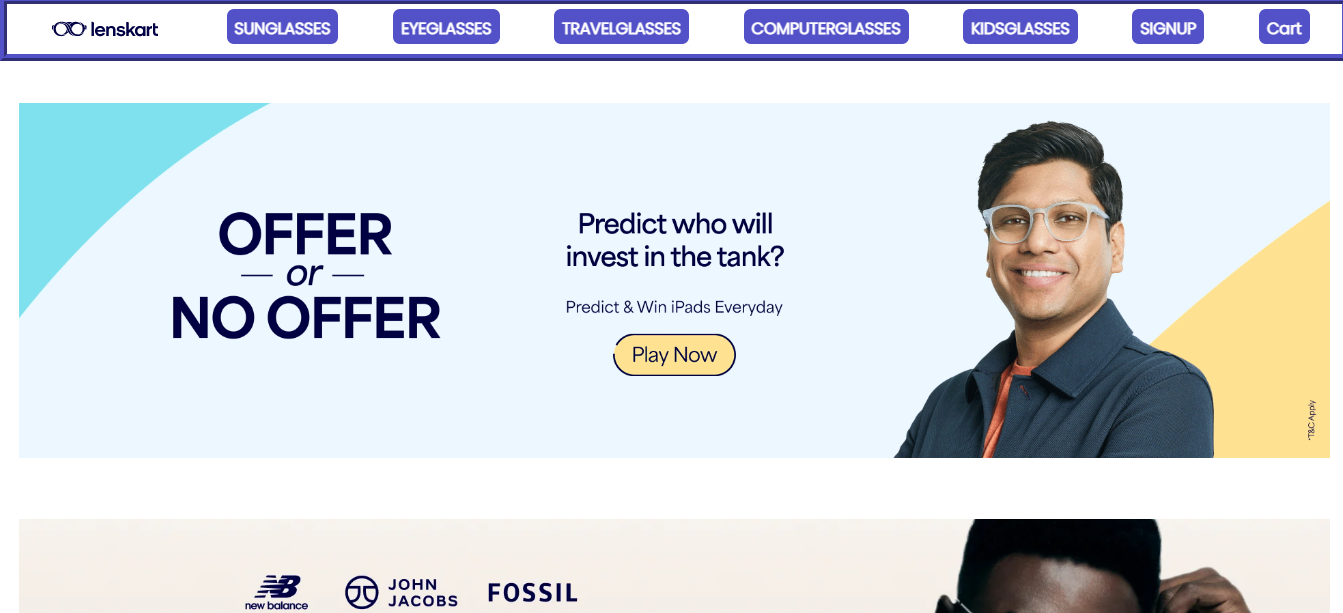 lenskart
SUNGLASSES
EYEGLASSES
TRAVELGLASSES
COMPUTERGLASSES
KIDSGLASSES
SIGNUP
Cart
OFFER
or
NO OFFER
Predict who will
invest in the tank?
Predict & Win iPads Everyday
Play Now
*T&C Apply
NB
new balance
JOHN
JACOBS
FOSSIL